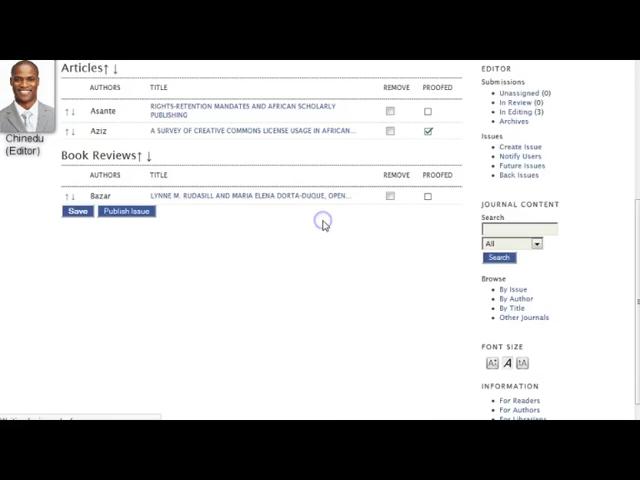 Chinedu
(Editor)
Articles↑ ↓
AUTHORS TITLE REMOVE PROOFED
↑↓ Asante RIGHTS-RETENTION MANDATES AND AFRICAN SCHOLARLY
PUBLISHING
↑↓ Aziz A SURVEY OF CREATIVE COMMONS LICENSE USAGE IN AFRICAN...
Book Reviews↑ ↓
AUTHORS TITLE REMOVE PROOFED
↑↓ Bazar LYNNE M. RUDASILL AND MARIA ELENA DORTA-DUQUE, OPEN...
Save Publish Issue
EDITOR
Submissions
Unassigned (0)
In Review (0)
In Editing (3)
Archives
Issues
Create Issue
Notify Users
Future Issues
Back Issues
JOURNAL CONTENT
Search
All
Search
Browse
By Issue
By Author
By Title
Other Journals
FONT SIZE
A A A
INFORMATION
For Readers
For Authors
For Librarians